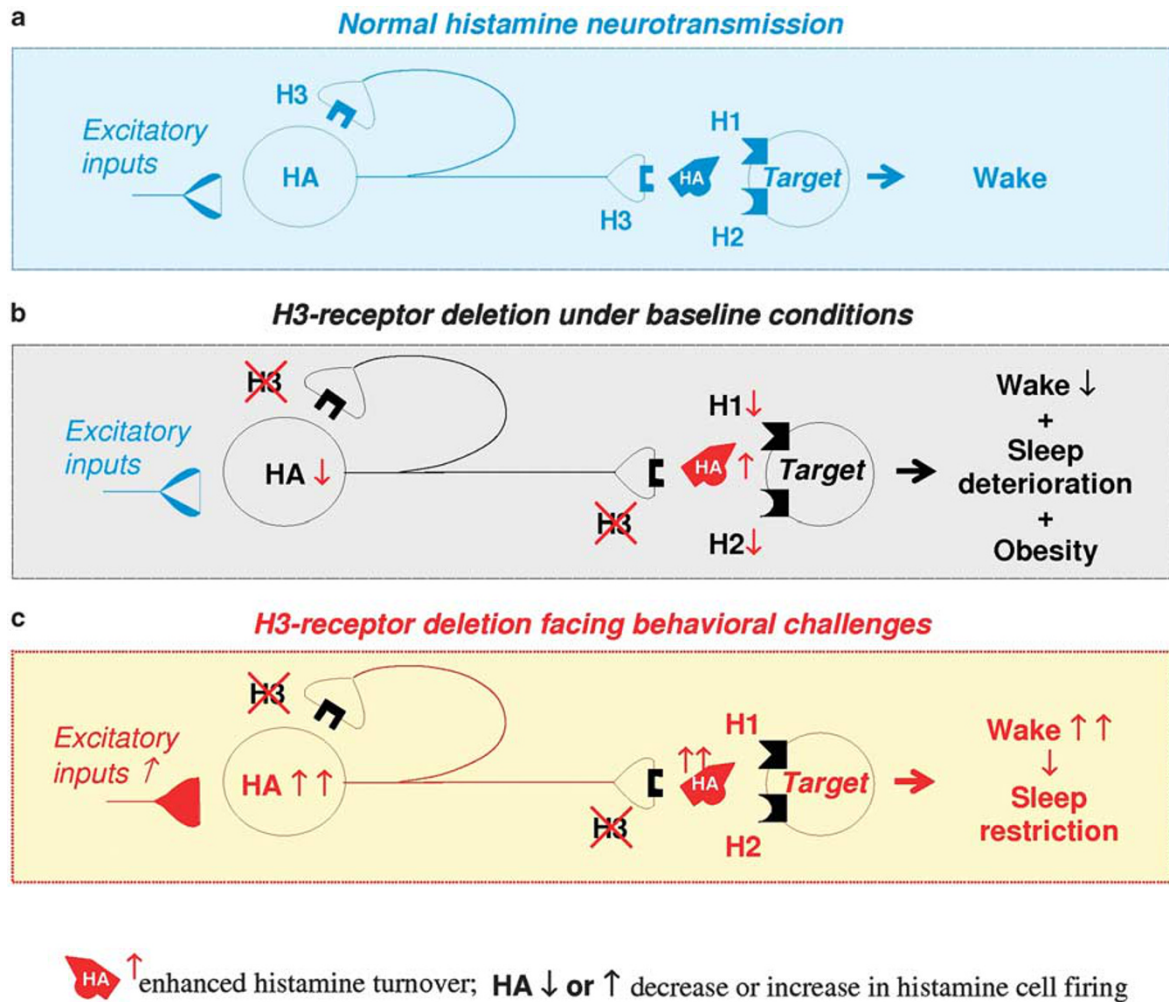 a
Normal histamine neurotransmission
H3
Excitatory
inputs
HA
H3
HA
H1
H2
Target
➔
Wake
b
H3-receptor deletion under baseline conditions
H3
Excitatory
inputs
HA ↓
H3
HA ↑
H1↓
H2↓
Target
➔
Wake ↓
+
Sleep
deterioration
+
Obesity
c
H3-receptor deletion facing behavioral challenges
H3
Excitatory
inputs ↑
HA ↑ ↑
H3
↑↑
HA
H1
H2
Target
➔
Wake ↑ ↑
↓
Sleep
restriction
HA ↑ enhanced histamine turnover; HA ↓ or ↑ decrease or increase in histamine cell firing